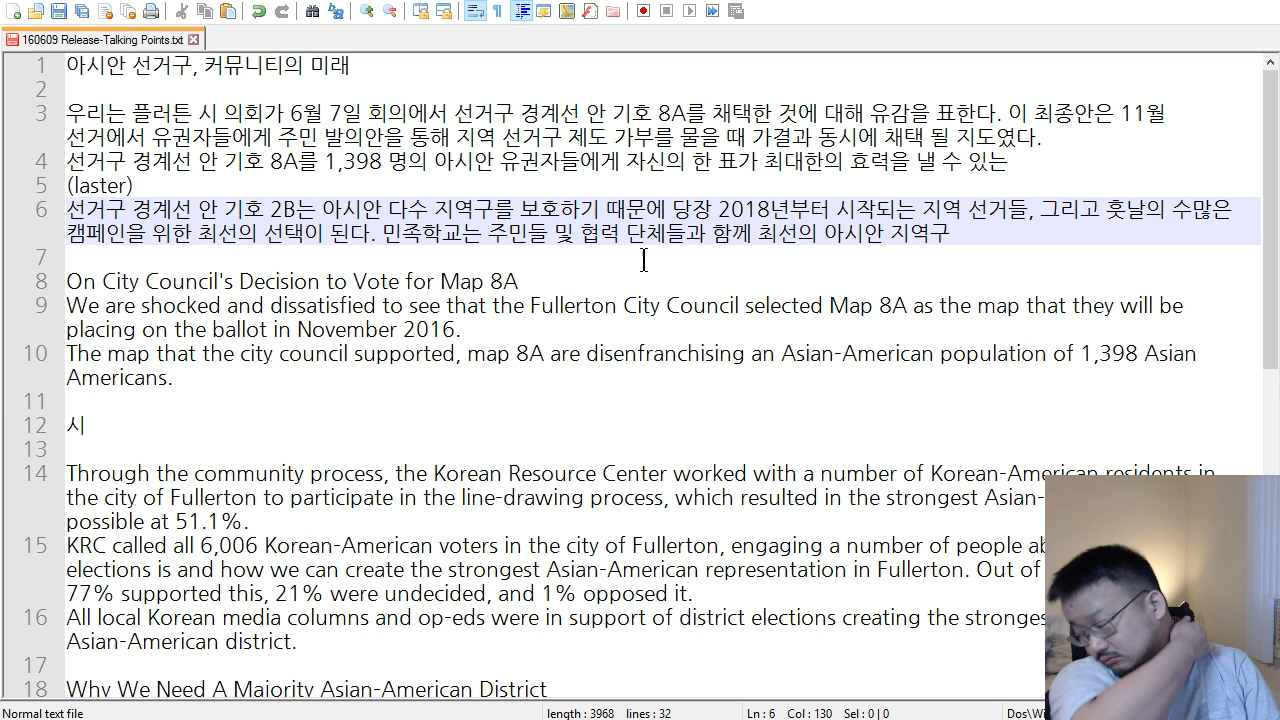 160609 Release-Talking Points.txt
1 아시안 선거구, 커뮤니티의 미래
2
3 우리는 플러튼 시 의회가 6월 7일 회의에서 선거구 경계선 안 기호 8A를 채택한 것에 대해 유감을 표한다. 이 최종안은 11월
선거에서 유권자들에게 주민 발의안을 통해 지역 선거구 제도 가부를 물을 때 가결과 동시에 채택 될 지도였다.
4 선거구 경계선 안 기호 8A를 1,398 명의 아시안 유권자들에게 자신의 한 표가 최대한의 효력을 낼 수 있는
5 (laster)
6 선거구 경계선 안 기호 2B는 아시안 다수 지역구를 보호하기 때문에 당장 2018년부터 시작되는 지역 선거들, 그리고 훗날의 수많은
캠페인을 위한 최선의 선택이 된다. 민족학교는 주민들 및 협력 단체들과 함께 최선의 아시안 지역구
7
8 On City Council's Decision to Vote for Map 8A
9 We are shocked and dissatisfied to see that the Fullerton City Council selected Map 8A as the map that they will be
placing on the ballot in November 2016.
10 The map that the city council supported, map 8A are disenfranchising an Asian-American population of 1,398 Asian
Americans.
11
12 시
13
14 Through the community process, the Korean Resource Center worked with a number of Korean-American residents in
the city of Fullerton to participate in the line-drawing process, which resulted in the strongest Asian-
possible at 51.1%.
15 KRC called all 6,006 Korean-American voters in the city of Fullerton, engaging a number of people
elections is and how we can create the strongest Asian-American representation in Fullerton. Out of
77% supported this, 21% were undecided, and 1% opposed it.
16 All local Korean media columns and op-eds were in support of district elections creating the
Asian-American district.
17
18 Why We Need A Majority Asian-American District
Normal text file length : 3968 lines : 32 Ln : 6 Col : 130 Sel : 0 | 0